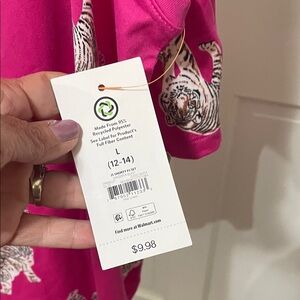 Made From 95%
Recycled Polyester
See Label for Product's
Full Fiber Content
L
(12-14)
Find more at Walmart.com
$9.98